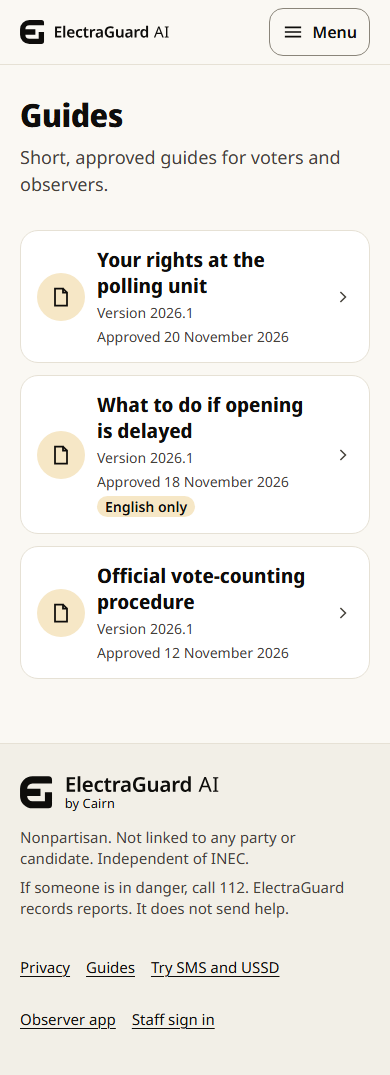 ElectraGuard AI
Menu
Guides
Short, approved guides for voters and
observers.
Your rights at the
polling unit
Version 2026.1
Approved 20 November 2026
What to do if opening
is delayed
Version 2026.1
Approved 18 November 2026
English only
Official vote-counting
procedure
Version 2026.1
Approved 12 November 2026
ElectraGuard AI
by Cairn
Nonpartisan. Not linked to any party or
candidate. Independent of INEC.
If someone is in danger, call 112. ElectraGuard
records reports. It does not send help.
Privacy Guides Try SMS and USSD
Observer app Staff sign in